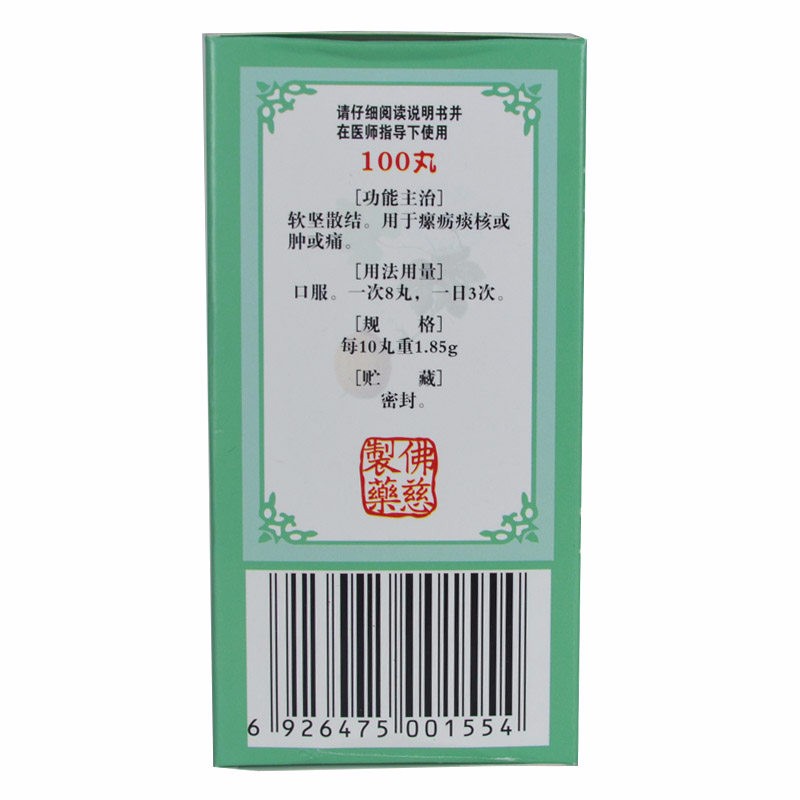 请仔细阅读说明书并
在医师指导下使用
100丸
[功能主治]
软坚散结。用于瘰疬痰核或
肿或痛。
[用法用量]
口服。一次8丸，一日3次。
[规 格]
每10丸重1.85g
[贮 藏]
密封。
佛慈
製藥
6 926475 001554